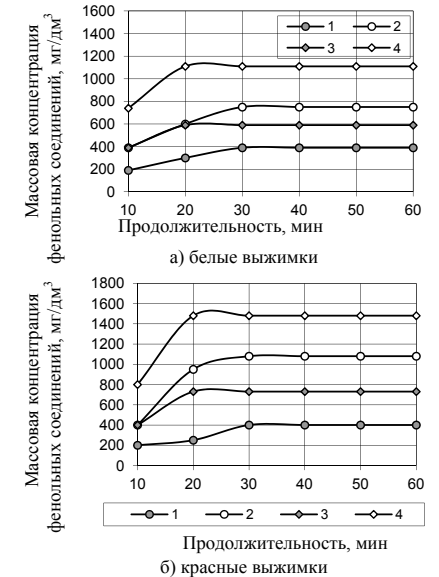 Массовая концентрация
фенольных соединений, мг/дм³
1600
1400
1200
1000
800
600
400
200
0
1 2
3 4
10 20 30 40 50 60
Продолжительность, мин
а) белые выжимки
Массовая концентрация
фенольных соединений, мг/дм³
1800
1600
1400
1200
1000
800
600
400
200
0
10 20 30 40 50 60
1 2 3 4
Продолжительность, мин
б) красные выжимки